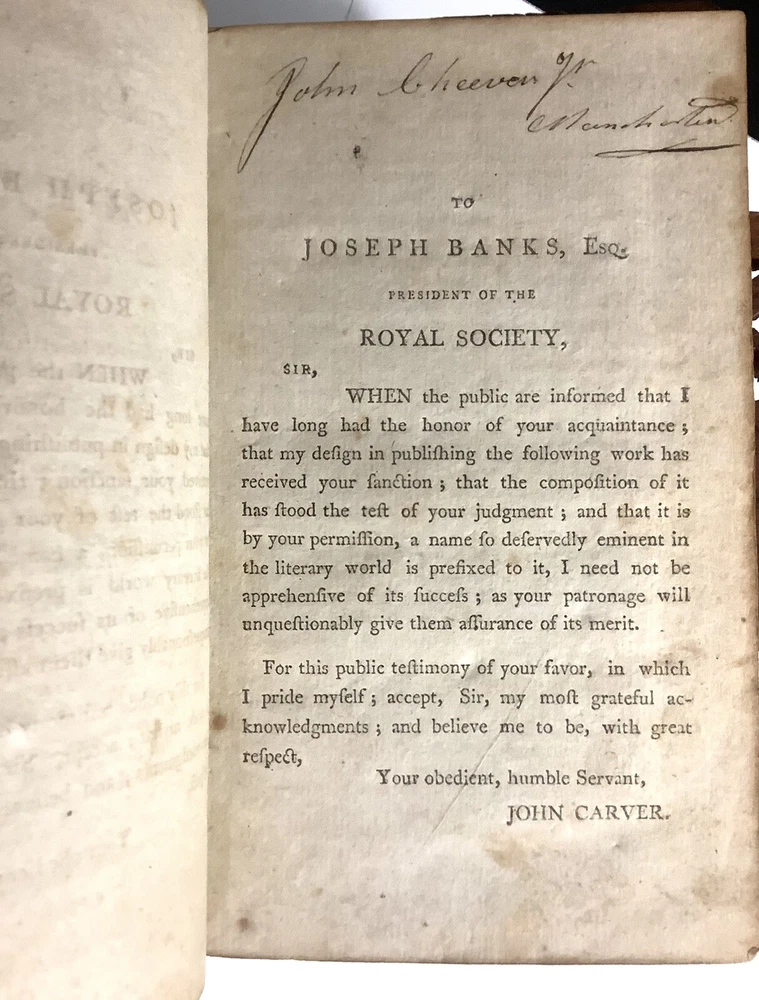 John Cheever Jr.
Manchester.
TO
JOSEPH BANKS, Esq.
PRESIDENT OF THE
ROYAL SOCIETY,
SIR,
WHEN the public are informed that I
have long had the honor of your acquaintance ;
that my deſign in publiſhing the following work has
received your ſanction ; that the compoſition of it
has ſtood the teſt of your judgment ; and that it is
by your permiſſion, a name ſo deſervedly eminent in
the literary world is prefixed to it, I need not be
apprehenſive of its ſucceſs ; as your patronage will
unqueſtionably give them aſſurance of its merit.
For this public teſtimony of your favor, in which
I pride myſelf ; accept, Sir, my moſt grateful ac-
knowledgments ; and believe me to be, with great
reſpect,
Your obedient, humble Servant,
JOHN CARVER.